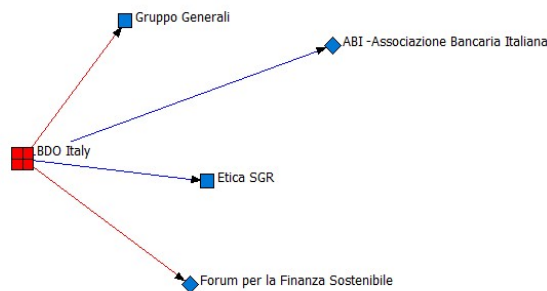 Gruppo Generali
ABI -Associazione Bancaria Italiana
.BDO Italy
Etica SGR
Forum per la Finanza Sostenibile